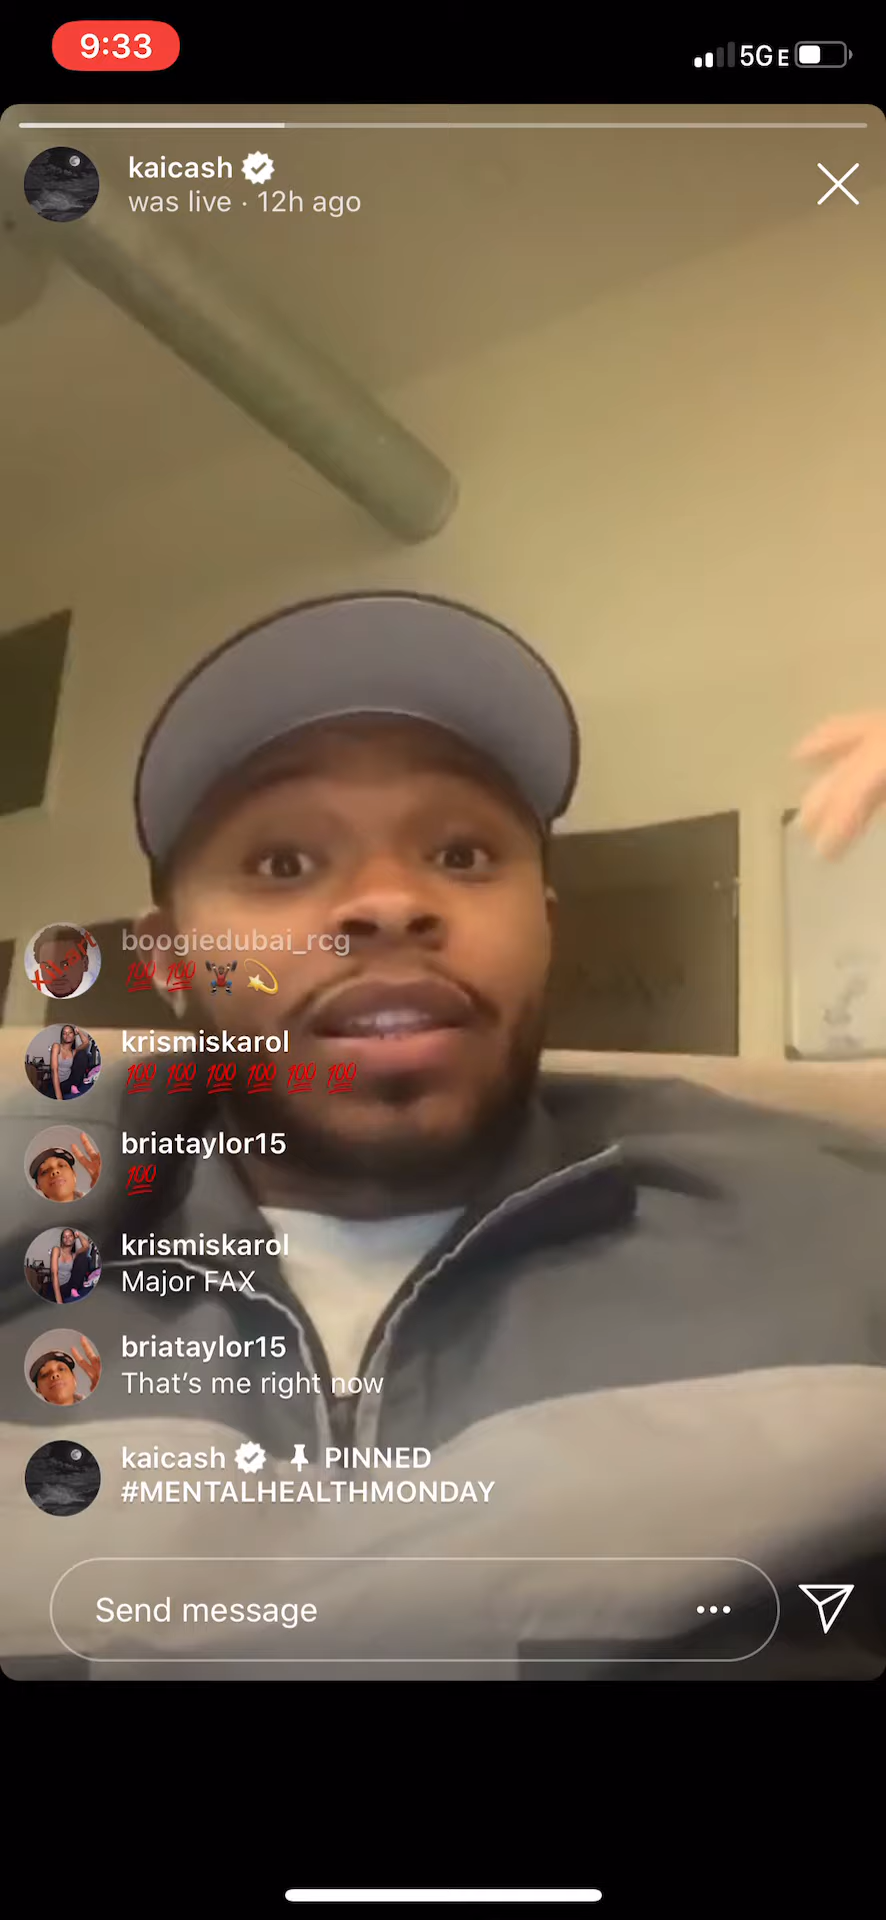 9:33
5GE
kaicash
was live · 12h ago
boogiedubai_rcg
💯 💯 🏋🏿 💫
krismiskarol
💯 💯 💯 💯 💯 💯
briataylor15
💯
krismiskarol
Major FAX
briataylor15
That's me right now
kaicash PINNED
#MENTALHEALTHMONDAY
Send message